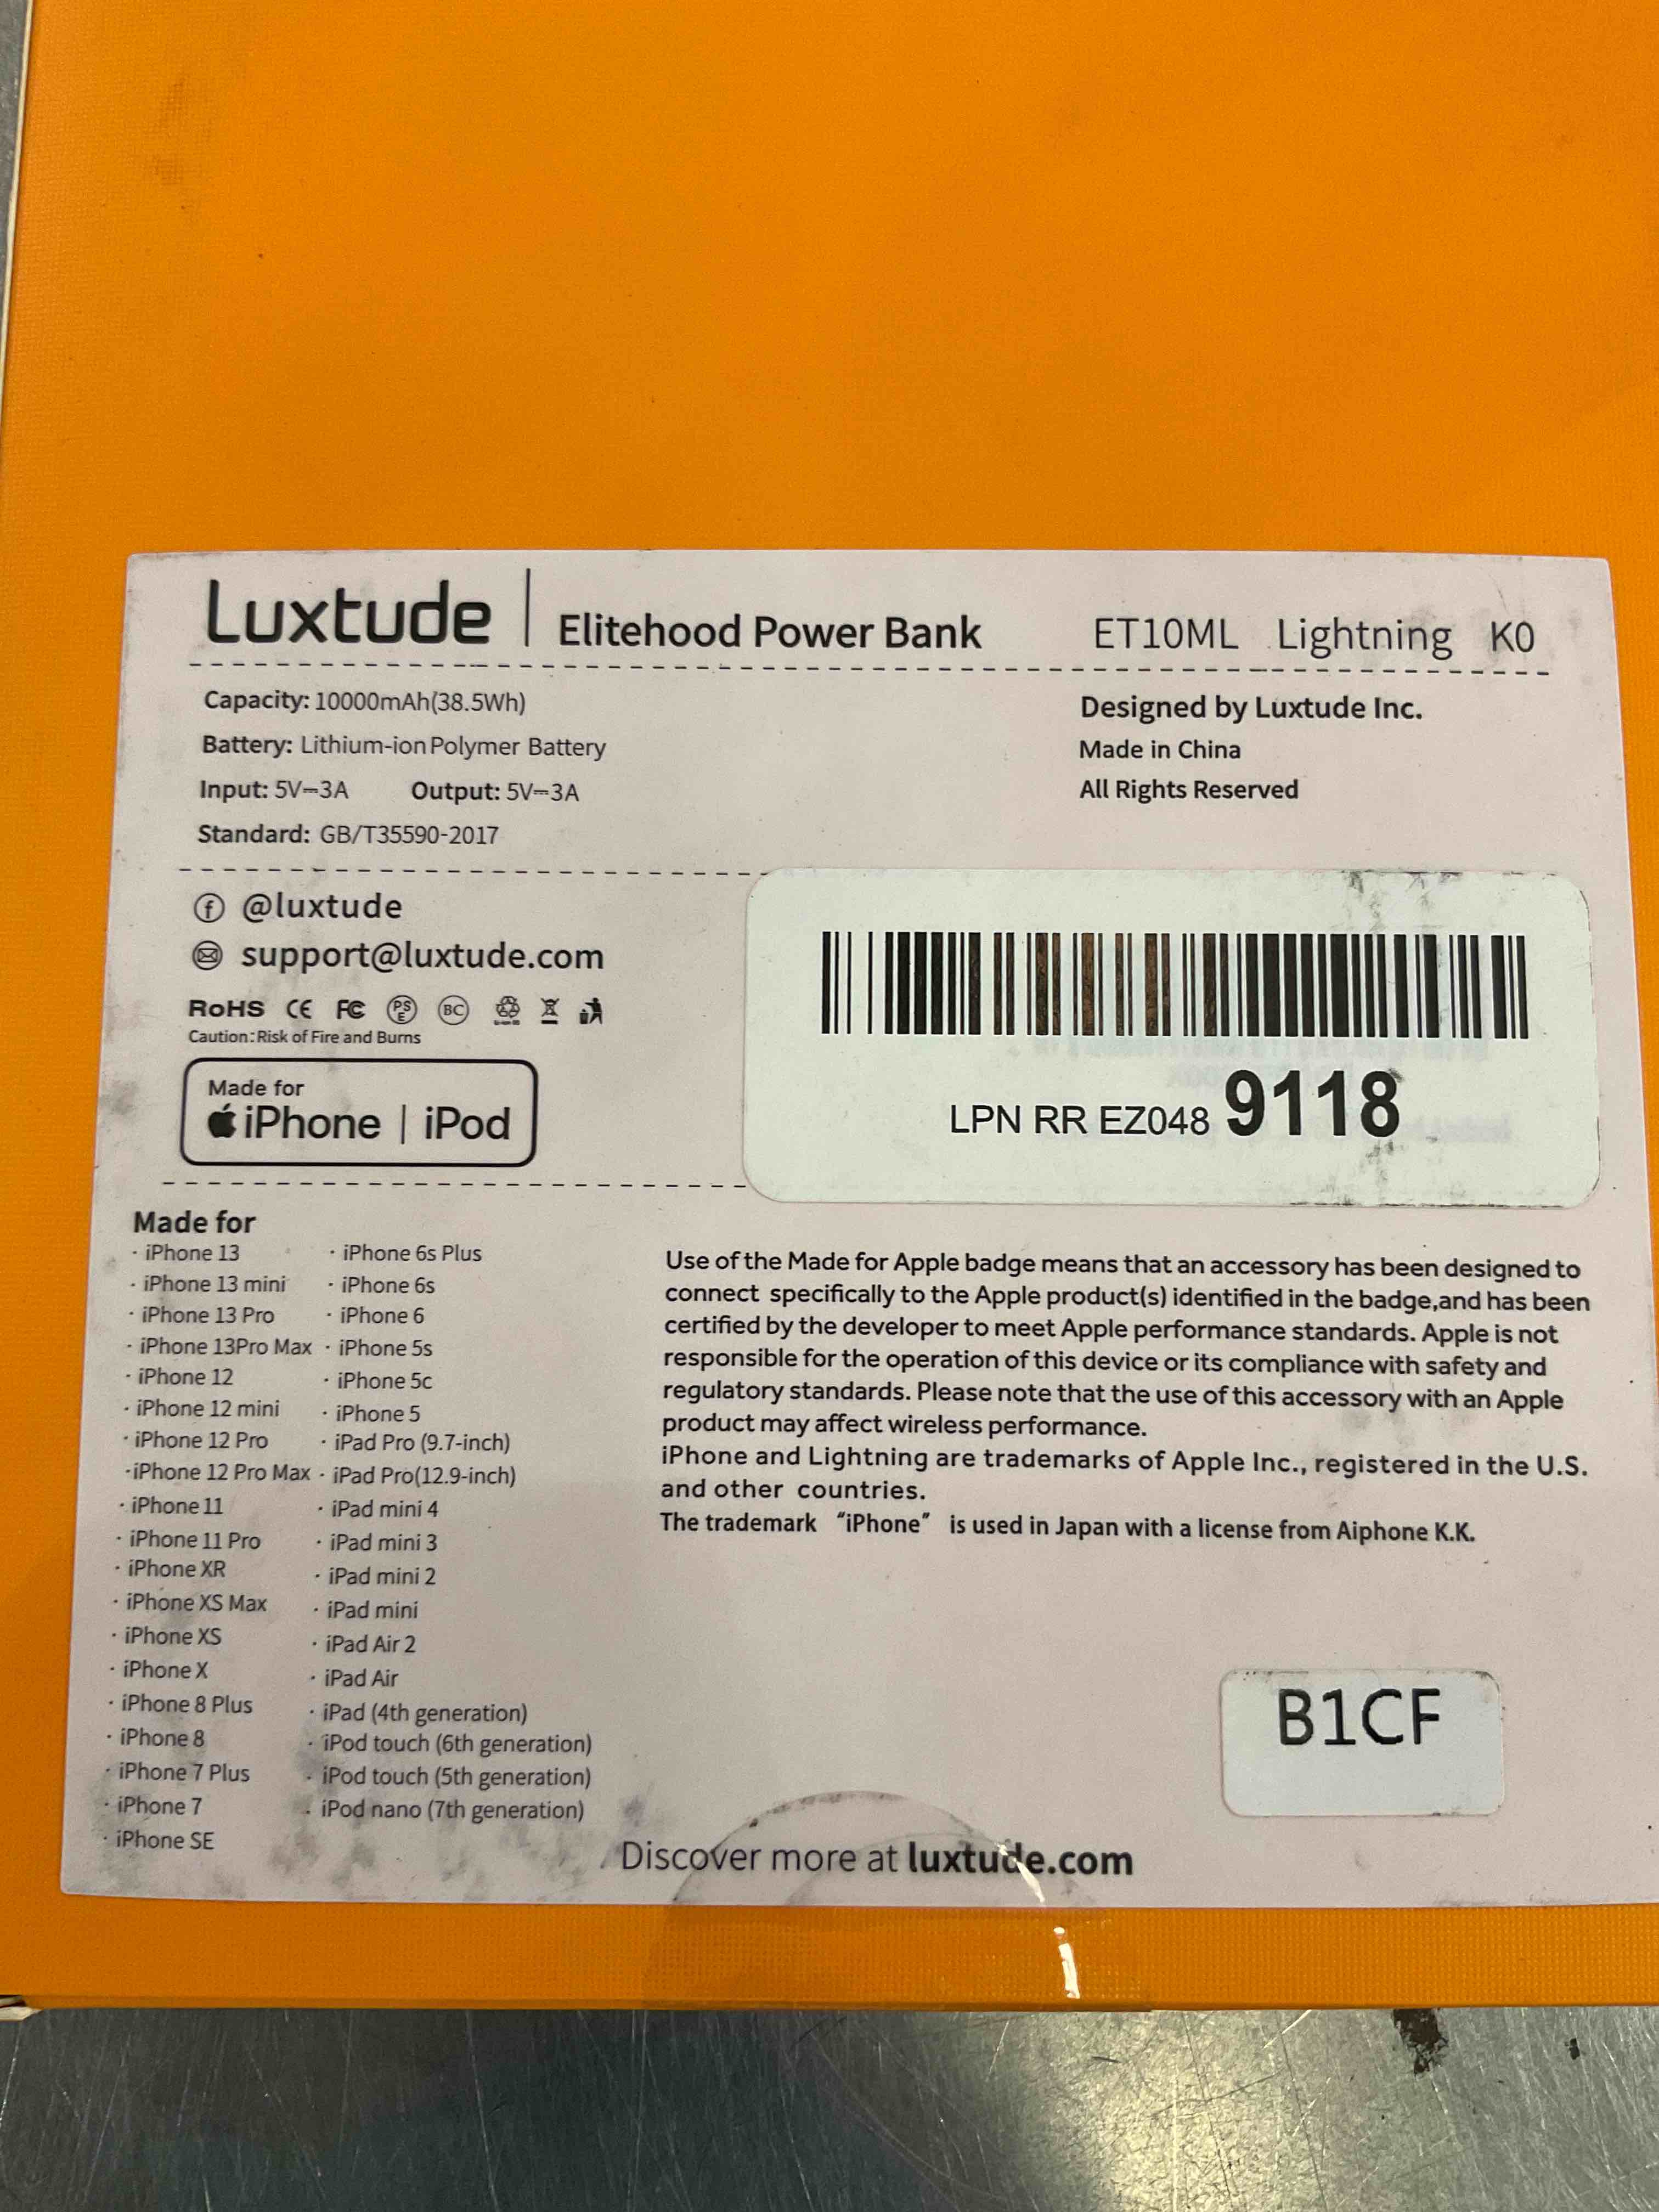 Luxtude | Elitehood Power Bank ET10ML Lightning K0
Capacity: 10000mAh(38.5Wh)
Battery: Lithium-ion Polymer Battery
Input: 5V⎓3A Output: 5V⎓3A
Standard: GB/T35590-2017
Designed by Luxtude Inc.
Made in China
All Rights Reserved
@luxtude
support@luxtude.com
RoHS CE FC PSE BC
Caution: Risk of Fire and Burns
Made for
iPhone | iPod
LPN RR EZ048 9118
Made for
· iPhone 13
· iPhone 13 mini
· iPhone 13 Pro
· iPhone 13Pro Max
· iPhone 12
· iPhone 12 mini
· iPhone 12 Pro
· iPhone 12 Pro Max
· iPhone 11
· iPhone 11 Pro
· iPhone XR
· iPhone XS Max
· iPhone XS
· iPhone X
· iPhone 8 Plus
· iPhone 8
· iPhone 7 Plus
· iPhone 7
· iPhone SE
· iPhone 6s Plus
· iPhone 6s
· iPhone 6
· iPhone 5s
· iPhone 5c
· iPhone 5
· iPad Pro (9.7-inch)
· iPad Pro(12.9-inch)
· iPad mini 4
· iPad mini 3
· iPad mini 2
· iPad mini
· iPad Air 2
· iPad Air
· iPad (4th generation)
· iPod touch (6th generation)
· iPod touch (5th generation)
· iPod nano (7th generation)
Use of the Made for Apple badge means that an accessory has been designed to
connect specifically to the Apple product(s) identified in the badge,and has been
certified by the developer to meet Apple performance standards. Apple is not
responsible for the operation of this device or its compliance with safety and
regulatory standards. Please note that the use of this accessory with an Apple
product may affect wireless performance.
iPhone and Lightning are trademarks of Apple Inc., registered in the U.S.
and other countries.
The trademark “iPhone” is used in Japan with a license from Aiphone K.K.
B1CF
Discover more at luxtude.com